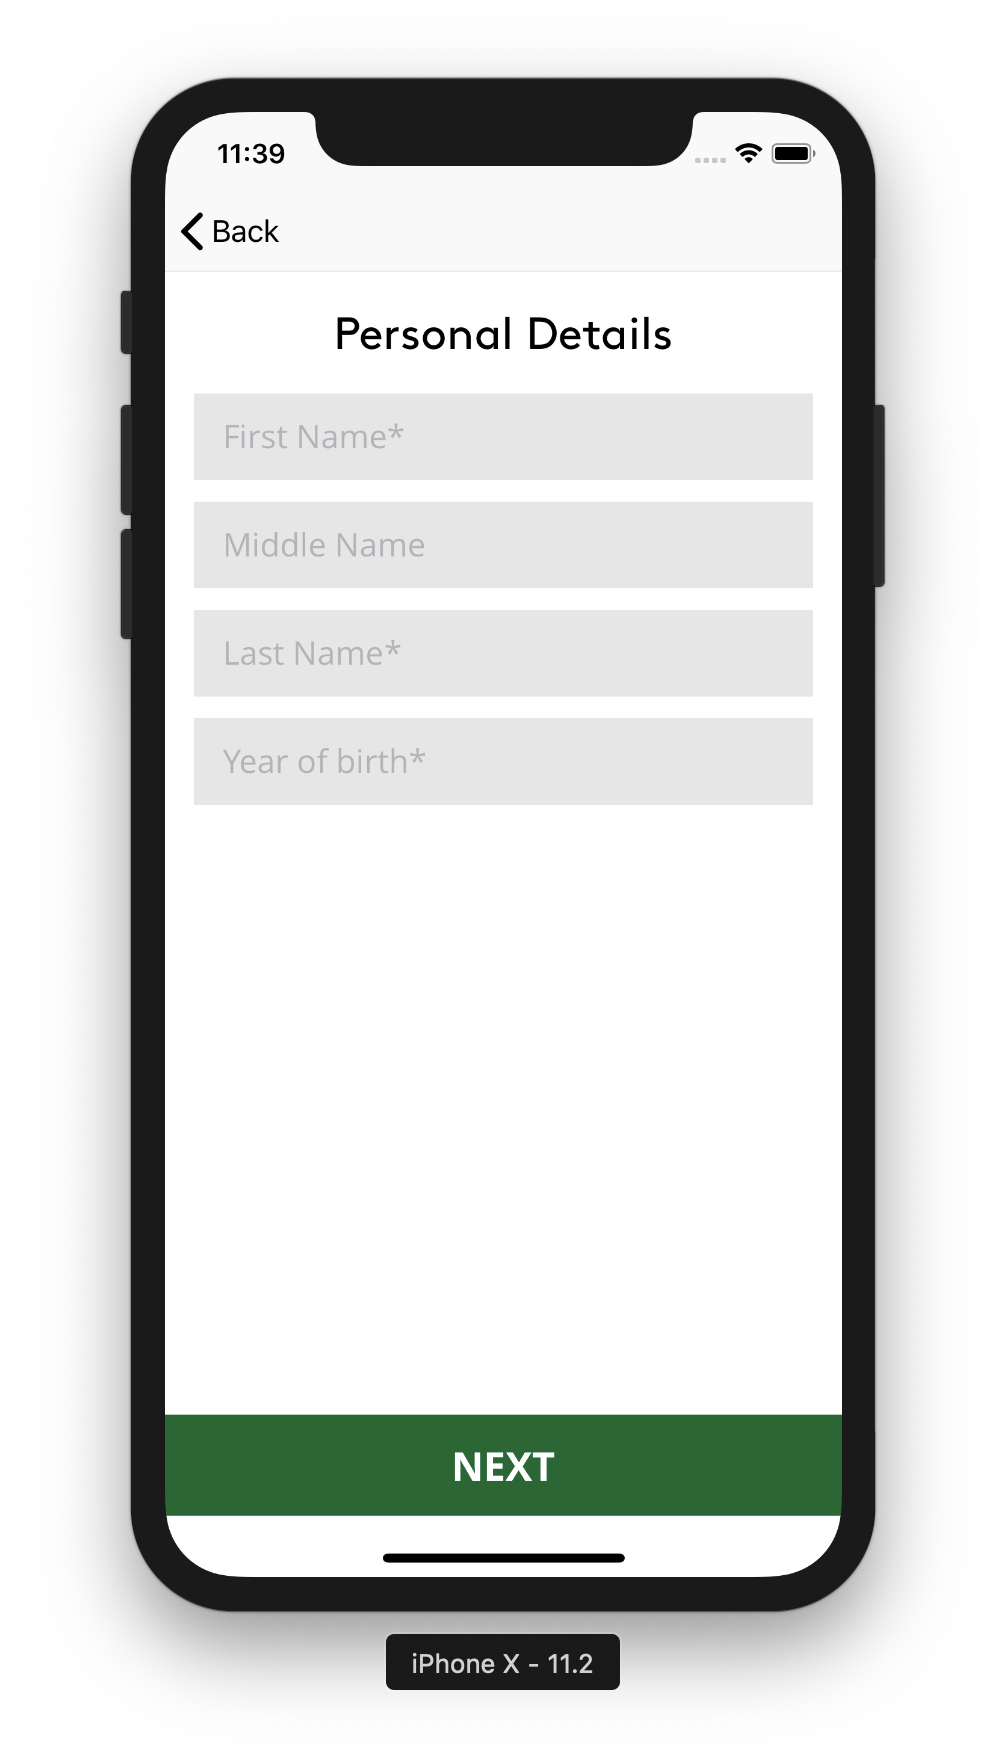 11:39
Back
Personal Details
First Name*
Middle Name
Last Name*
Year of birth*
NEXT
iPhone X - 11.2